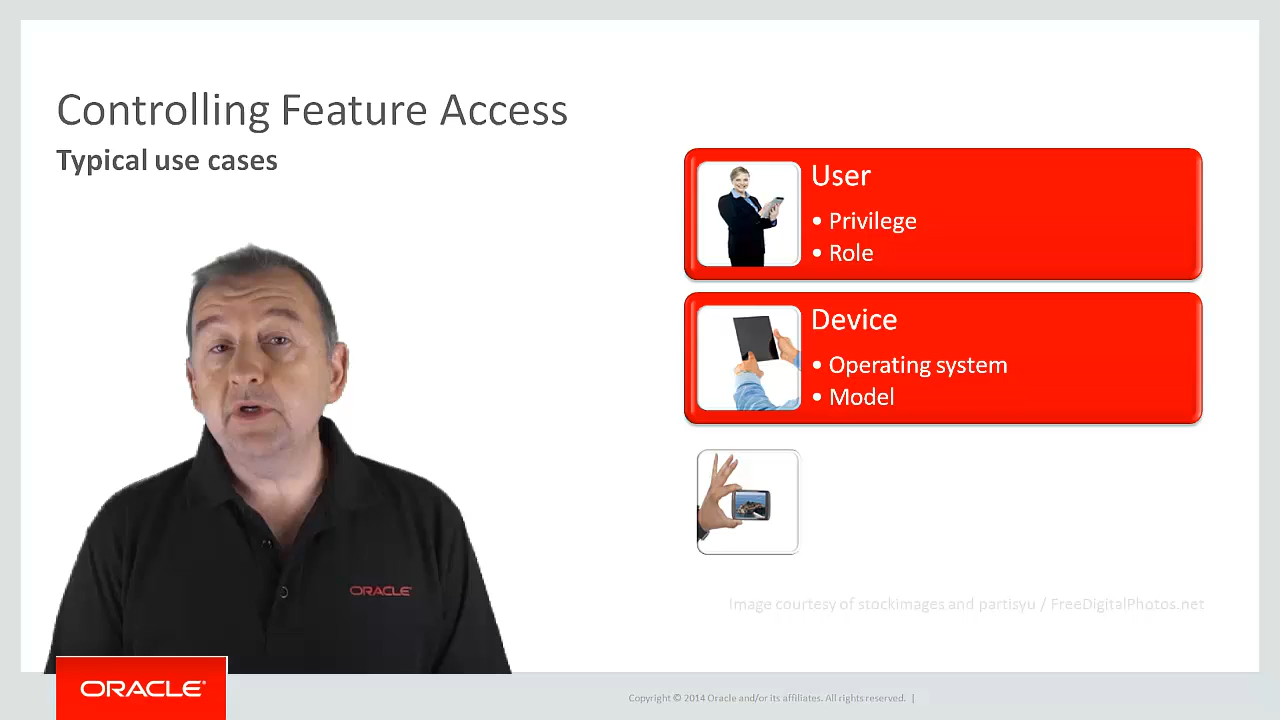 Controlling Feature Access
Typical use cases
User
• Privilege
• Role
Device
• Operating system
• Model
ORACLE
Image courtesy of stockimages and partisyu / FreeDigitalPhotos.net
ORACLE®
Copyright © 2014 Oracle and/or its affiliates. All rights reserved. |